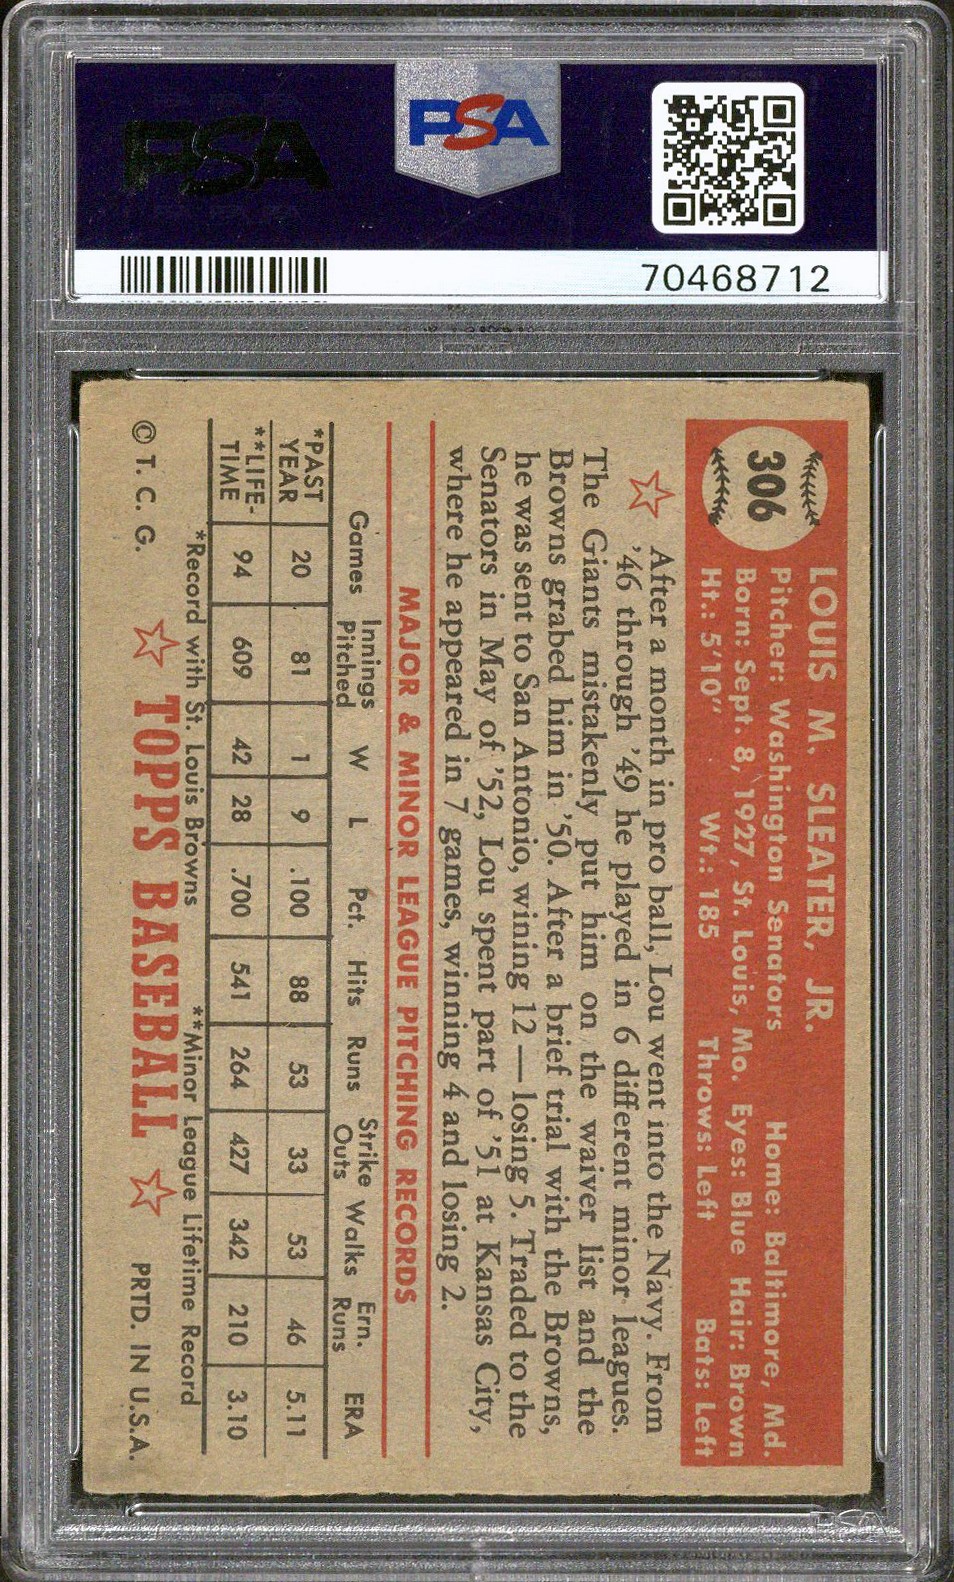 PSA
PSA
70468712
306
LOUIS M. SLEATER, JR.
Pitcher: Washington Senators Home: Baltimore, Md.
Born: Sept. 8, 1927, St. Louis, Mo. Eyes: Blue Hair: Brown
Ht.: 5'10" Wt.: 185 Throws: Left Bats: Left
After a month in pro ball, Lou went into the Navy. From
'46 through '49 he played in 6 different minor leagues.
The Giants mistakenly put him on the waiver list and the
Browns grabed him in '50. After a brief trial with the Browns,
he was sent to San Antonio, wining 12—losing 5. Traded to the
Senators in May of '52, Lou spent part of '51 at Kansas City,
where he appeared in 7 games, winning 4 and losing 2.
MAJOR & MINOR LEAGUE PITCHING RECORDS
Games Innings Pitched W L Pct. Hits Runs Strike Outs Walks Ern. Runs ERA
*PAST YEAR 20 81 1 9 .100 88 53 33 53 46 5.11
**LIFE-TIME 94 609 42 28 .700 541 264 427 342 210 3.10
*Record with St. Louis Browns **Minor League Lifetime Record
© T. C. G. TOPPS BASEBALL PRTD. IN U.S.A.